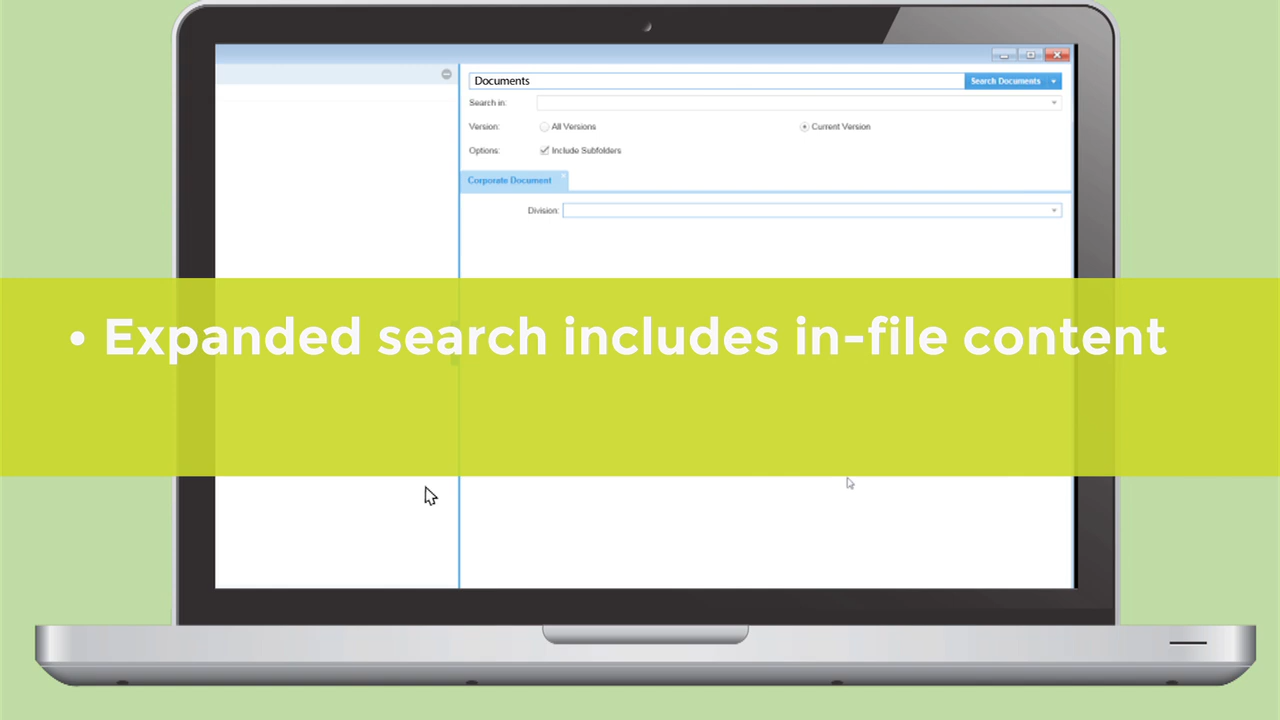 Documents Search Documents
Search in:
Version: All Versions Current Version
Options: Include Subfolders
Corporate Document
Division:
• Expanded search includes in-file content